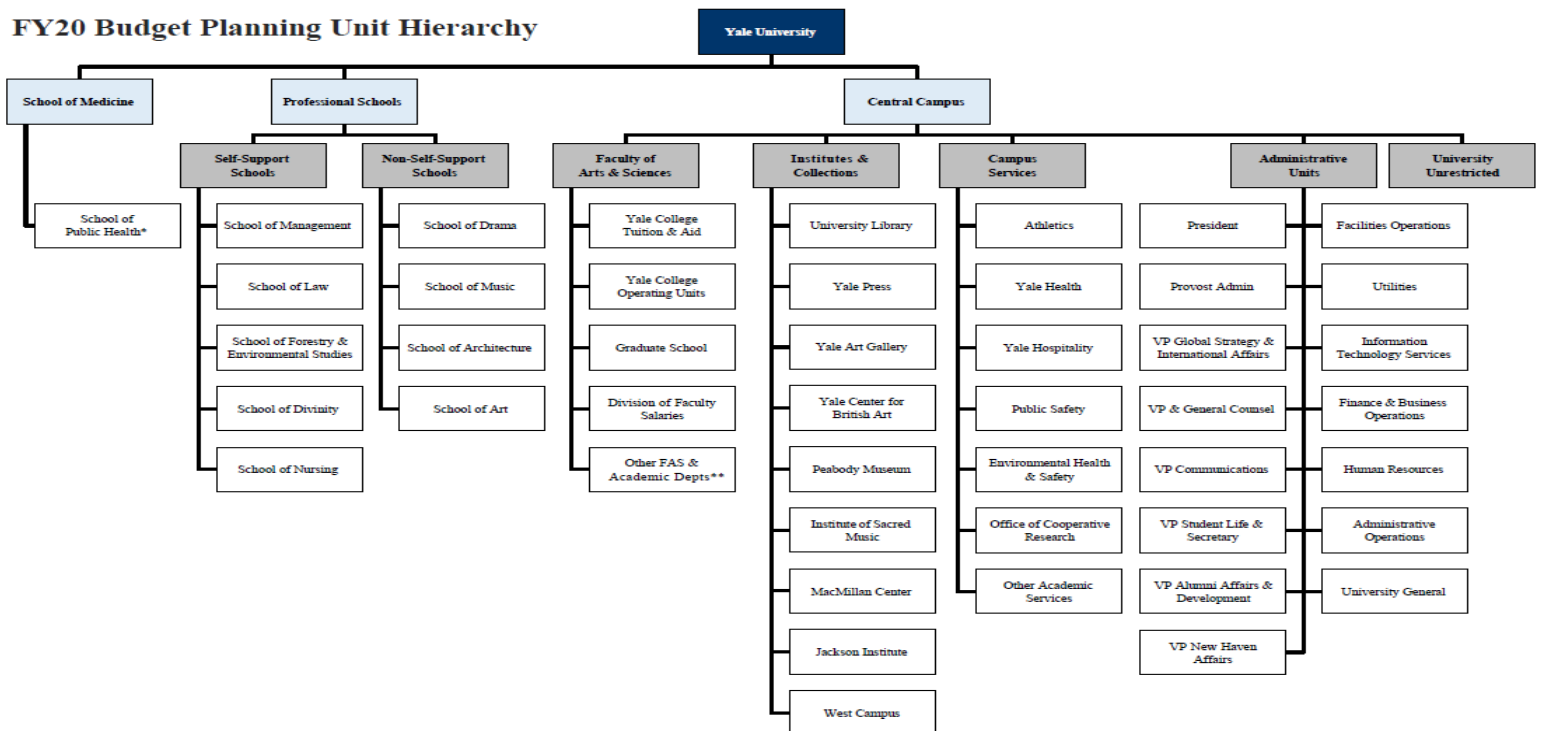 FY20 Budget Planning Unit Hierarchy
Yale University
School of Medicine
Professional Schools
Central Campus
Self-Support
Schools
Non-Self-Support
Schools
Faculty of
Arts & Sciences
Institutes &
Collections
Campus
Services
Administrative
Units
University
Unrestricted
School of
Public Health*
School of Management
School of Law
School of Forestry &
Environmental Studies
School of Divinity
School of Nursing
School of Drama
School of Music
School of Architecture
School of Art
Yale College
Tuition & Aid
Yale College
Operating Units
Graduate School
Division of Faculty
Salaries
Other FAS &
Academic Depts**
University Library
Yale Press
Yale Art Gallery
Yale Center for
British Art
Peabody Museum
Institute of Sacred
Music
MacMillan Center
Jackson Institute
West Campus
Athletics
Yale Health
Yale Hospitality
Public Safety
Environmental Health
& Safety
Office of Cooperative
Research
Other Academic
Services
President
Provost Admin
VP Global Strategy &
International Affairs
VP & General Counsel
VP Communications
VP Student Life &
Secretary
VP Alumni Affairs &
Development
VP New Haven
Affairs
Facilities Operations
Utilities
Information
Technology Services
Finance & Business
Operations
Human Resources
Administrative
Operations
University General